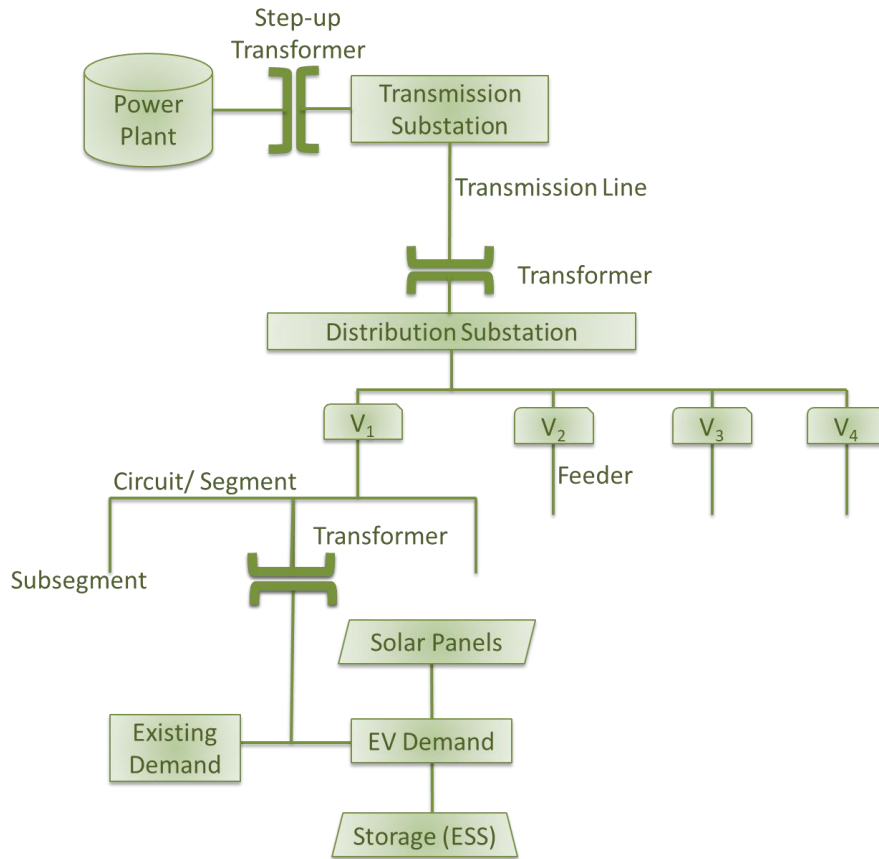 Step-up
Transformer
Power
Plant
Transmission
Substation
Transmission Line
Transformer
Distribution Substation
V₁
V₂
V₃
V₄
Feeder
Circuit/ Segment
Transformer
Subsegment
Solar Panels
Existing
Demand
EV Demand
Storage (ESS)